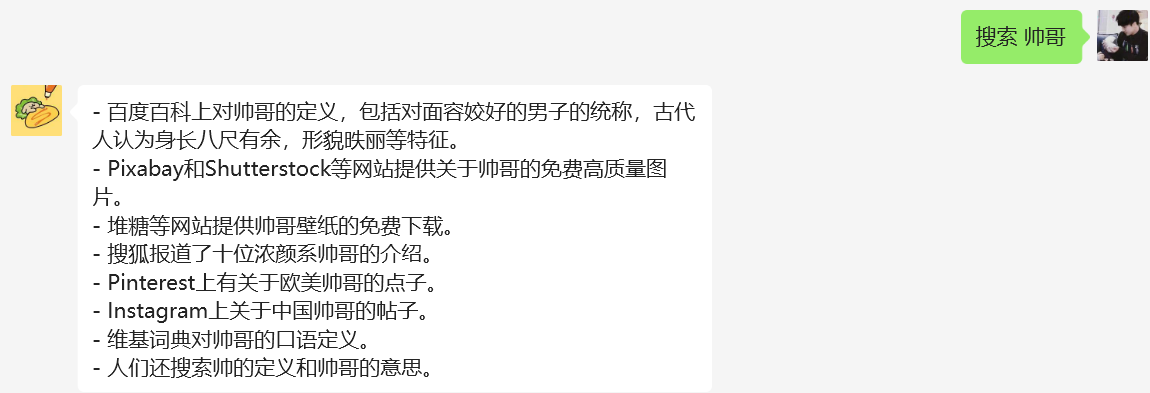 搜索 帅哥
- 百度百科上对帅哥的定义，包括对面容姣好的男子的统称，古代
人认为身长八尺有余，形貌昳丽等特征。
- Pixabay和Shutterstock等网站提供关于帅哥的免费高质量图
片。
- 堆糖等网站提供帅哥壁纸的免费下载。
- 搜狐报道了十位浓颜系帅哥的介绍。
- Pinterest上有关于欧美帅哥的点子。
- Instagram上关于中国帅哥的帖子。
- 维基词典对帅哥的口语定义。
- 人们还搜索帅的定义和帅哥的意思。